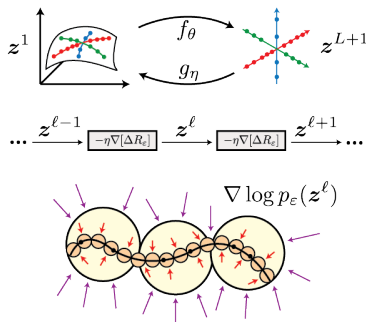 z^1 f_θ z^{L+1}
g_η
··· z^{ℓ−1} −η∇[ΔR_ε] z^ℓ −η∇[ΔR_ε] z^{ℓ+1} ···
∇ log p_ε(z^ℓ)